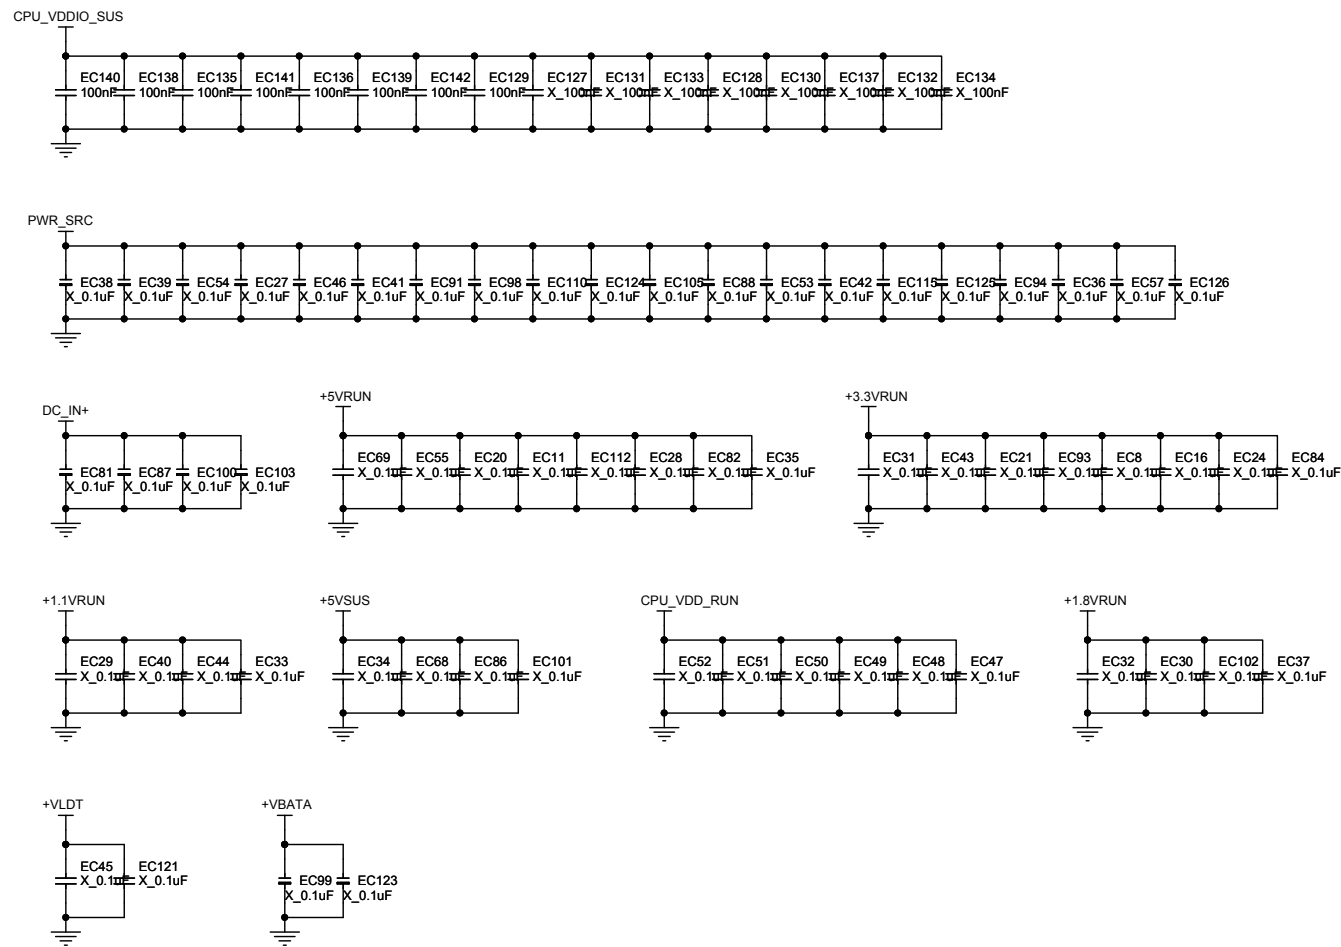 CPU_VDDIO_SUS
EC140 EC138 EC135 EC141 EC136 EC139 EC142 EC129 EC127 EC131 EC133 EC128 EC130 EC137 EC132 EC134
100nF 100nF 100nF 100nF 100nF 100nF 100nF 100nF X_100nF X_100nF X_100nF X_100nF X_100nF X_100nF X_100nF X_100nF
PWR_SRC
EC38 EC39 EC54 EC27 EC46 EC41 EC91 EC98 EC110 EC124 EC105 EC88 EC53 EC42 EC115 EC125 EC94 EC36 EC57 EC126
X_0.1uF X_0.1uF X_0.1uF X_0.1uF X_0.1uF X_0.1uF X_0.1uF X_0.1uF X_0.1uF X_0.1uF X_0.1uF X_0.1uF X_0.1uF X_0.1uF X_0.1uF X_0.1uF X_0.1uF X_0.1uF X_0.1uF X_0.1uF
DC_IN+
EC81 EC87 EC100 EC103
X_0.1uF X_0.1uF X_0.1uF X_0.1uF
+5VRUN
EC69 EC55 EC20 EC11 EC112 EC28 EC82 EC35
X_0.1uF X_0.1uF X_0.1uF X_0.1uF X_0.1uF X_0.1uF X_0.1uF X_0.1uF
+3.3VRUN
EC31 EC43 EC21 EC93 EC8 EC16 EC24 EC84
X_0.1uF X_0.1uF X_0.1uF X_0.1uF X_0.1uF X_0.1uF X_0.1uF X_0.1uF
+1.1VRUN
EC29 EC40 EC44 EC33
X_0.1uF X_0.1uF X_0.1uF X_0.1uF
+5VSUS
EC34 EC68 EC86 EC101
X_0.1uF X_0.1uF X_0.1uF X_0.1uF
CPU_VDD_RUN
EC52 EC51 EC50 EC49 EC48 EC47
X_0.1uF X_0.1uF X_0.1uF X_0.1uF X_0.1uF X_0.1uF
+1.8VRUN
EC32 EC30 EC102 EC37
X_0.1uF X_0.1uF X_0.1uF X_0.1uF
+VLDT
EC45 EC121
X_0.1uF X_0.1uF
+VBATA
EC99 EC123
X_0.1uF X_0.1uF